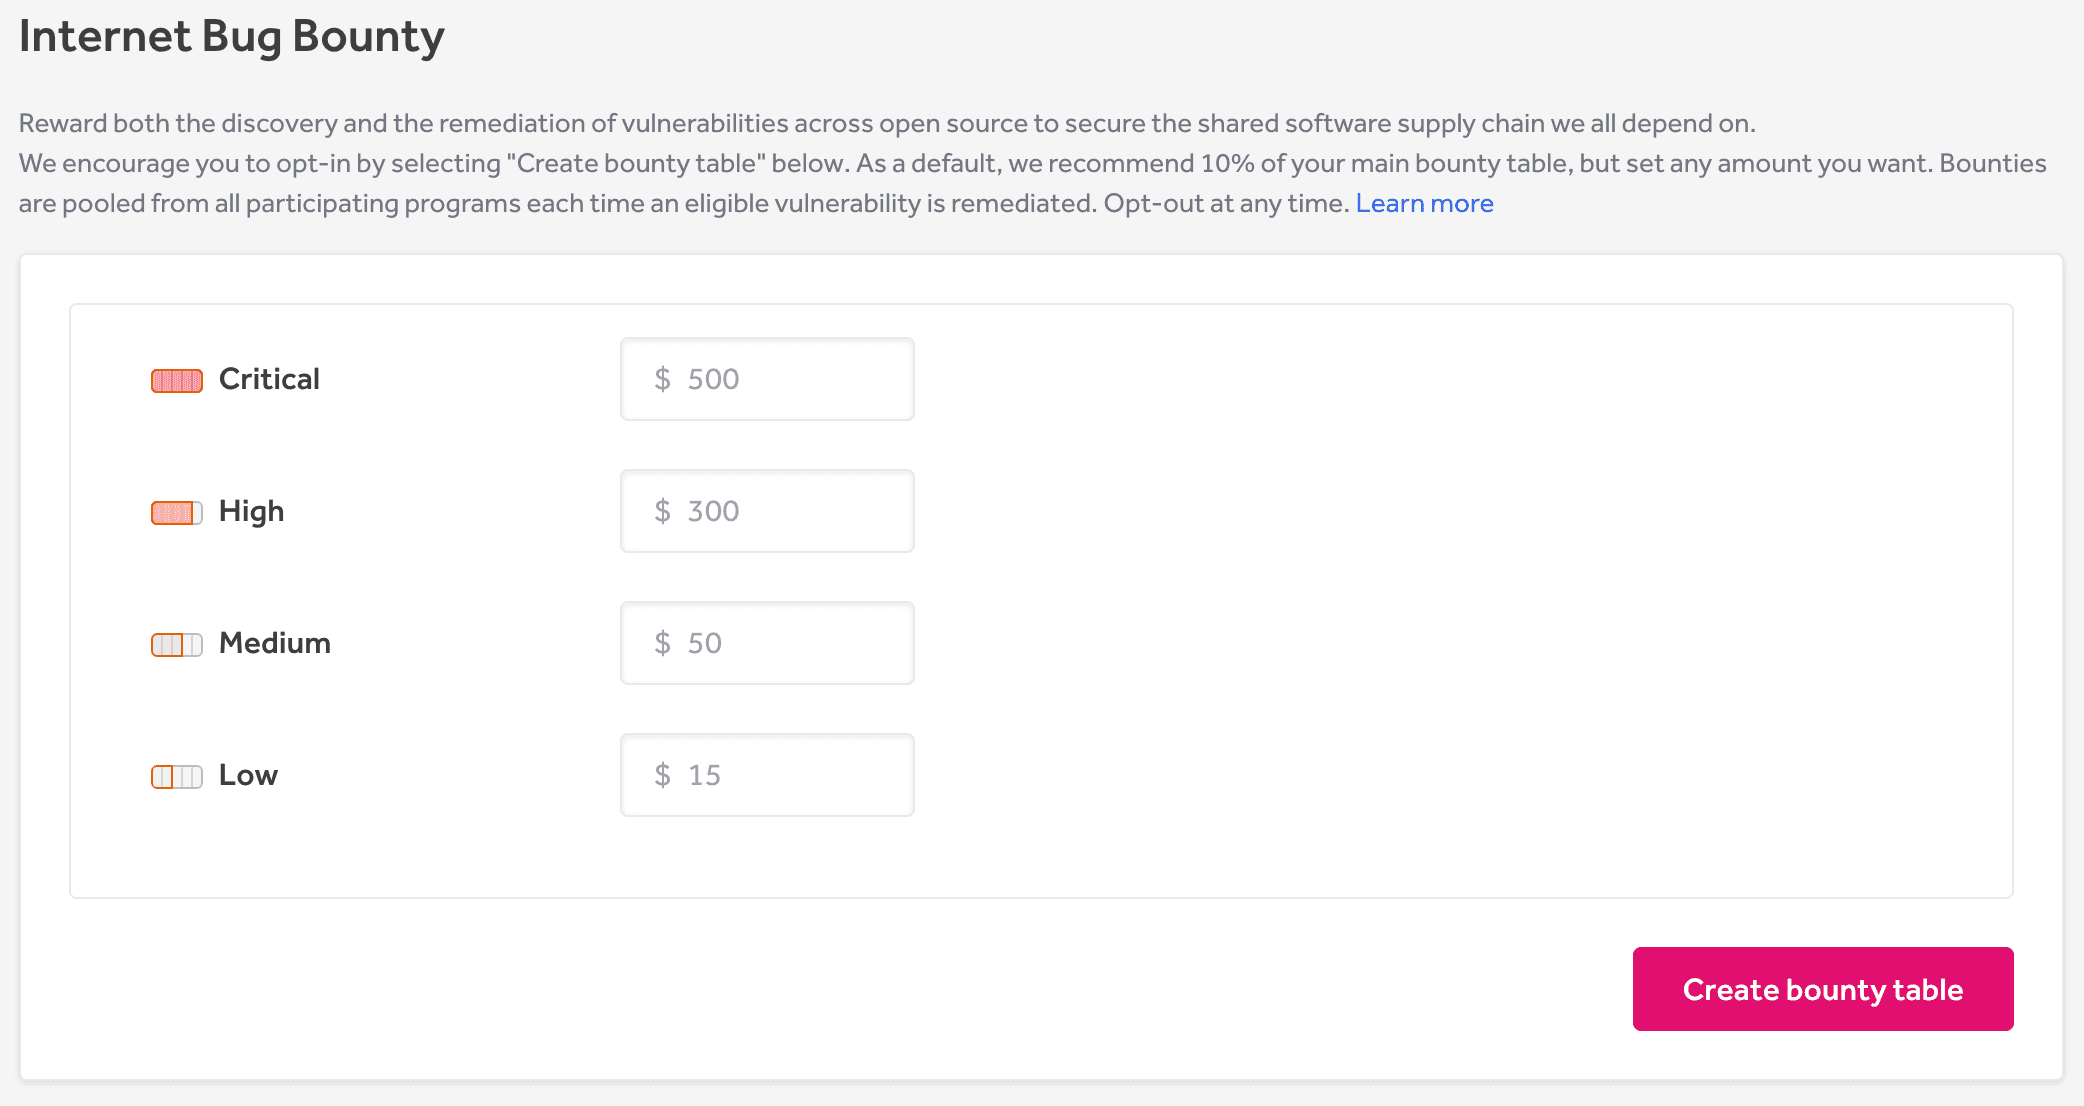 Internet Bug Bounty
Reward both the discovery and the remediation of vulnerabilities across open source to secure the shared software supply chain we all depend on.
We encourage you to opt-in by selecting "Create bounty table" below. As a default, we recommend 10% of your main bounty table, but set any amount you want. Bounties
are pooled from all participating programs each time an eligible vulnerability is remediated. Opt-out at any time. Learn more
Critical $ 500
High $ 300
Medium $ 50
Low $ 15
Create bounty table